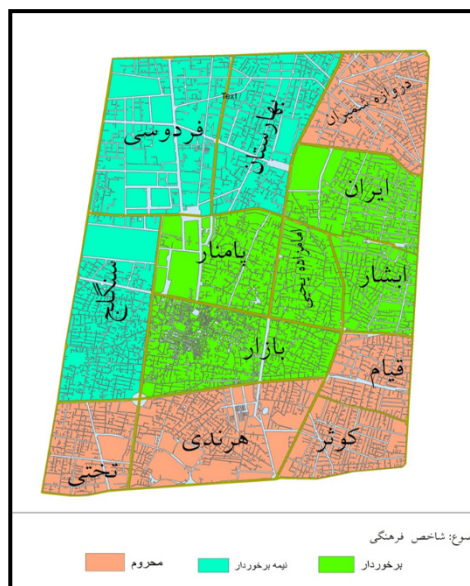 دروازه شمیران
Text
بهارستان
فردوسی
ایران
امامزاده یحیی
پامنار
ابشار
سنگلج
بازار
قیام
کوثر
هرندی
تختی
شاخص فرهنگی
برخوردار
نیمه برخوردار
محروم